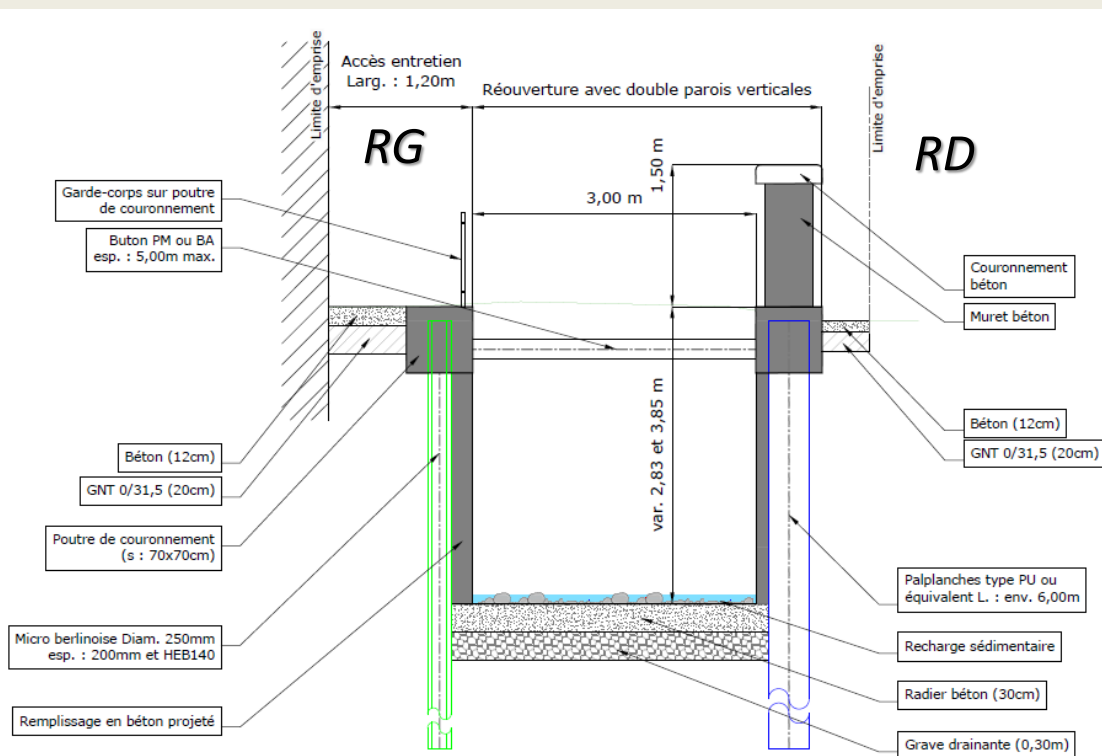 Limite d'emprise
Accès entretien
Larg. : 1,20m
Réouverture avec double parois verticales
Limite d'emprise
RG
RD
1,50 m
3,00 m
Garde-corps sur poutre
de couronnement
Buton PM ou BA
esp. : 5,00m max.
Couronnement
béton
Muret béton
var. 2,83 et 3,85 m
Béton (12cm)
GNT 0/31,5 (20cm)
Béton (12cm)
GNT 0/31,5 (20cm)
Poutre de couronnement
(s : 70x70cm)
Palplanches type PU ou
équivalent L. : env. 6,00m
Micro berlinoise Diam. 250mm
esp. : 200mm et HEB140
Recharge sédimentaire
Radier béton (30cm)
Remplissage en béton projeté
Grave drainante (0,30m)